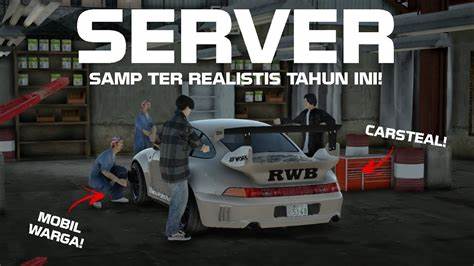 SERVER
SAMP TER REALISTIS TAHUN INI!
CARSTEAL!
RWB
MOBIL
WARGA!